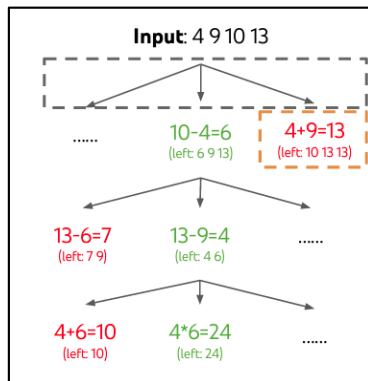 Input: 4 9 10 13
...... 10-4=6 4+9=13
(left: 6 9 13) (left: 10 13 13)
13-6=7 13-9=4 ......
(left: 7 9) (left: 4 6)
4+6=10 4*6=24 ......
(left: 10) (left: 24)